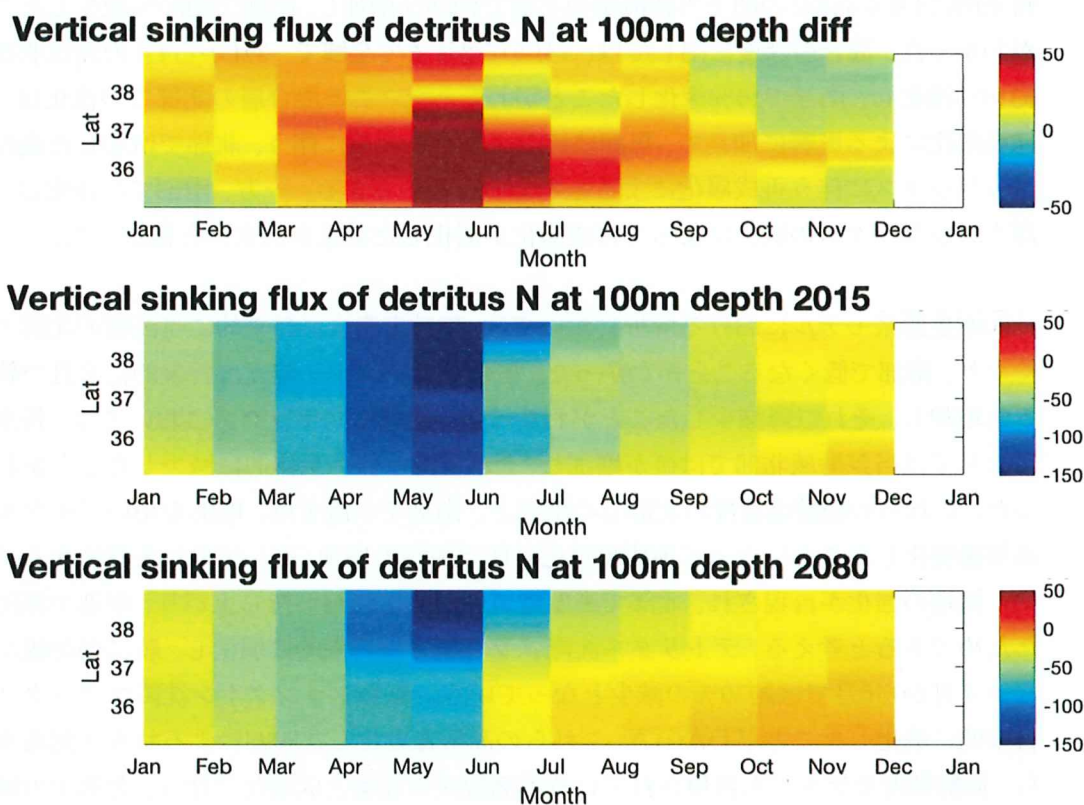 Vertical sinking flux of detritus N at 100m depth diff
50
0
-50
38
37
36
Lat
Jan Feb Mar Apr May Jun Jul Aug Sep Oct Nov Dec Jan
Month
Vertical sinking flux of detritus N at 100m depth 2015
50
0
-50
-100
-150
38
37
36
Lat
Jan Feb Mar Apr May Jun Jul Aug Sep Oct Nov Dec Jan
Month
Vertical sinking flux of detritus N at 100m depth 2080
50
0
-50
-100
-150
38
37
36
Lat
Jan Feb Mar Apr May Jun Jul Aug Sep Oct Nov Dec Jan
Month